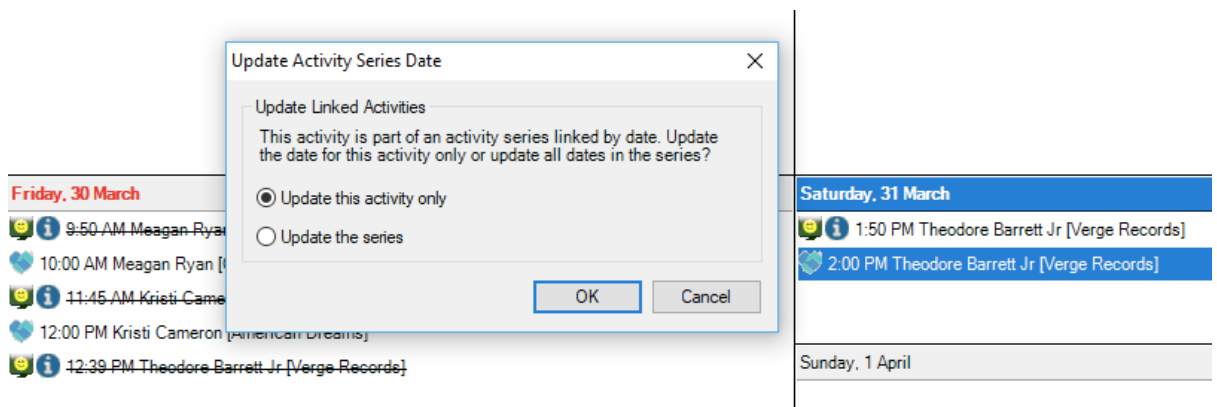 Update Activity Series Date
Update Linked Activities
This activity is part of an activity series linked by date. Update
the date for this activity only or update all dates in the series?
Update this activity only
Update the series
OK Cancel
Friday, 30 March
9:50 AM Meagan Ryan
10:00 AM Meagan Ryan [
11:45 AM Kristi Came
12:00 PM Kristi Cameron [American Dreams]
12:39 PM Theodore Barrett Jr [Verge Records]
Saturday, 31 March
1:50 PM Theodore Barrett Jr [Verge Records]
2:00 PM Theodore Barrett Jr [Verge Records]
Sunday, 1 April